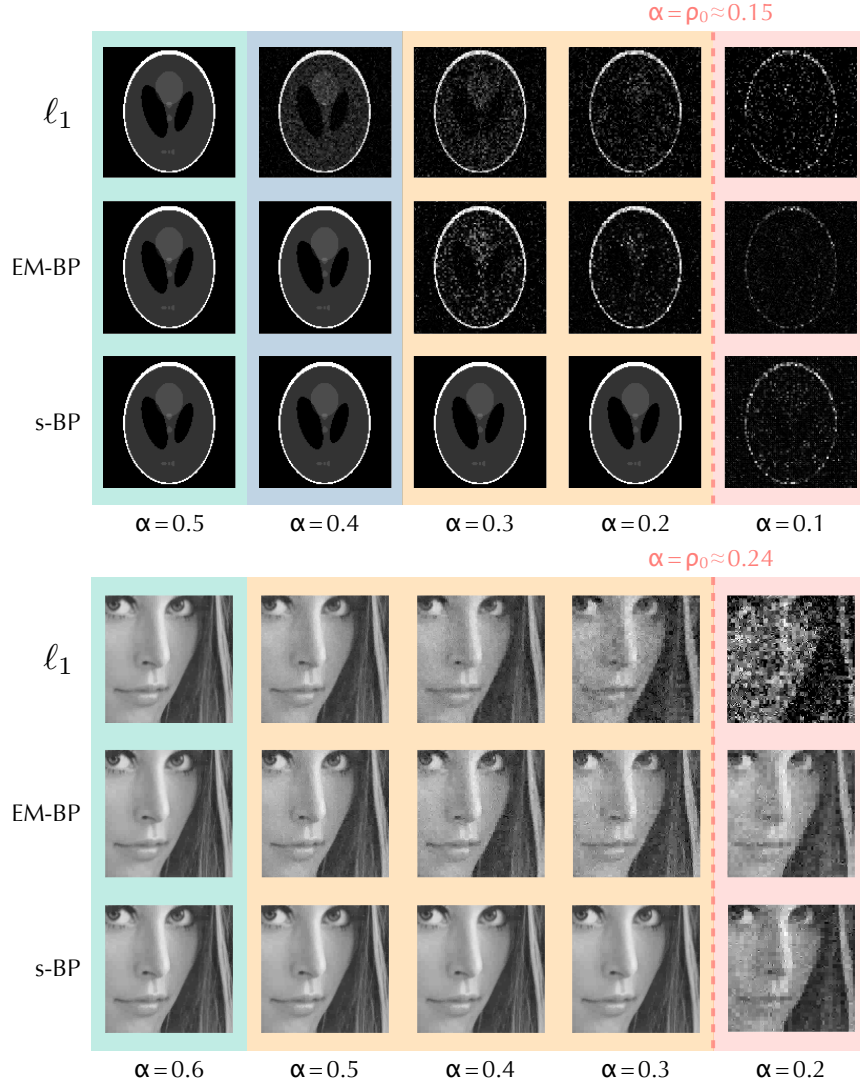 α = ρ₀ ≈ 0.15
ℓ₁
EM-BP
s-BP
α = 0.5 α = 0.4 α = 0.3 α = 0.2 α = 0.1
α = ρ₀ ≈ 0.24
ℓ₁
EM-BP
s-BP
α = 0.6 α = 0.5 α = 0.4 α = 0.3 α = 0.2